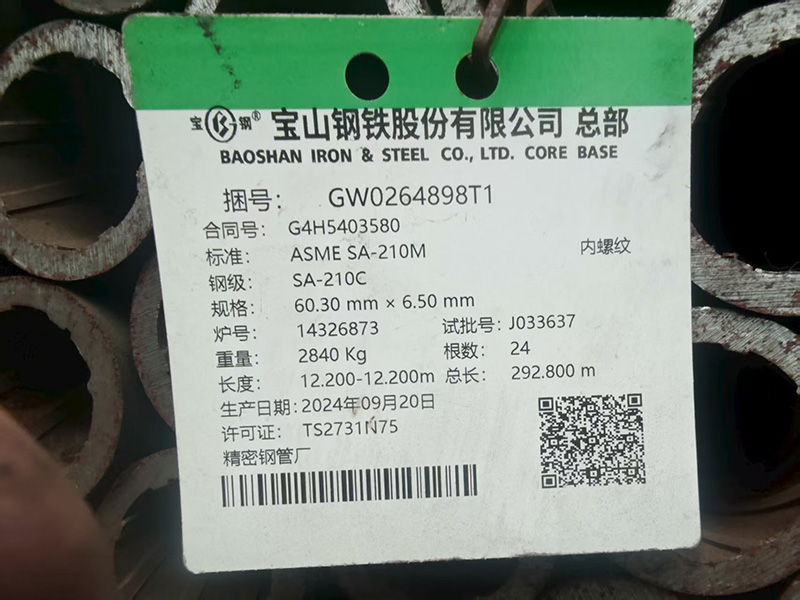 宝 B 钢® 宝山钢铁股份有限公司 总部
BAOSHAN IRON & STEEL CO., LTD. CORE BASE
捆号: GW0264898T1
合同号: G4H5403580
标准: ASME SA-210M 内螺纹
钢级: SA-210C
规格: 60.30 mm × 6.50 mm
炉号: 14326873 试批号: J033637
重量: 2840 Kg 根数: 24
长度: 12.200-12.200m 总长: 292.800 m
生产日期: 2024年09月20日
许可证: TS2731N75
精密钢管厂